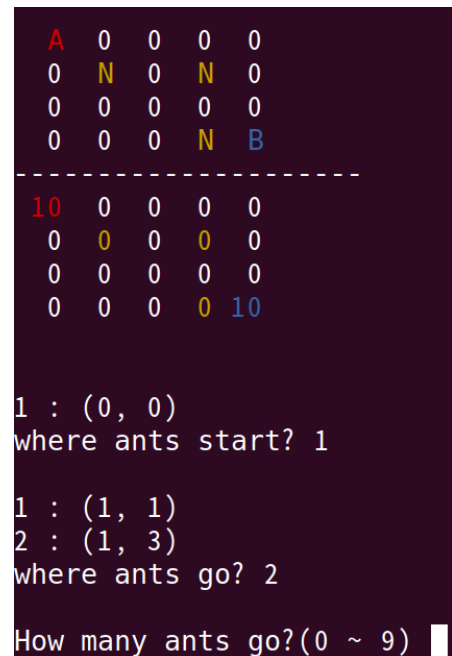 A 0 0 0 0
0 N 0 N 0
0 0 0 0 0
0 0 0 N B
---------------------
10 0 0 0 0
0 0 0 0 0
0 0 0 0 0
0 0 0 0 10
1 : (0, 0)
where ants start? 1
1 : (1, 1)
2 : (1, 3)
where ants go? 2
How many ants go?(0 ~ 9)